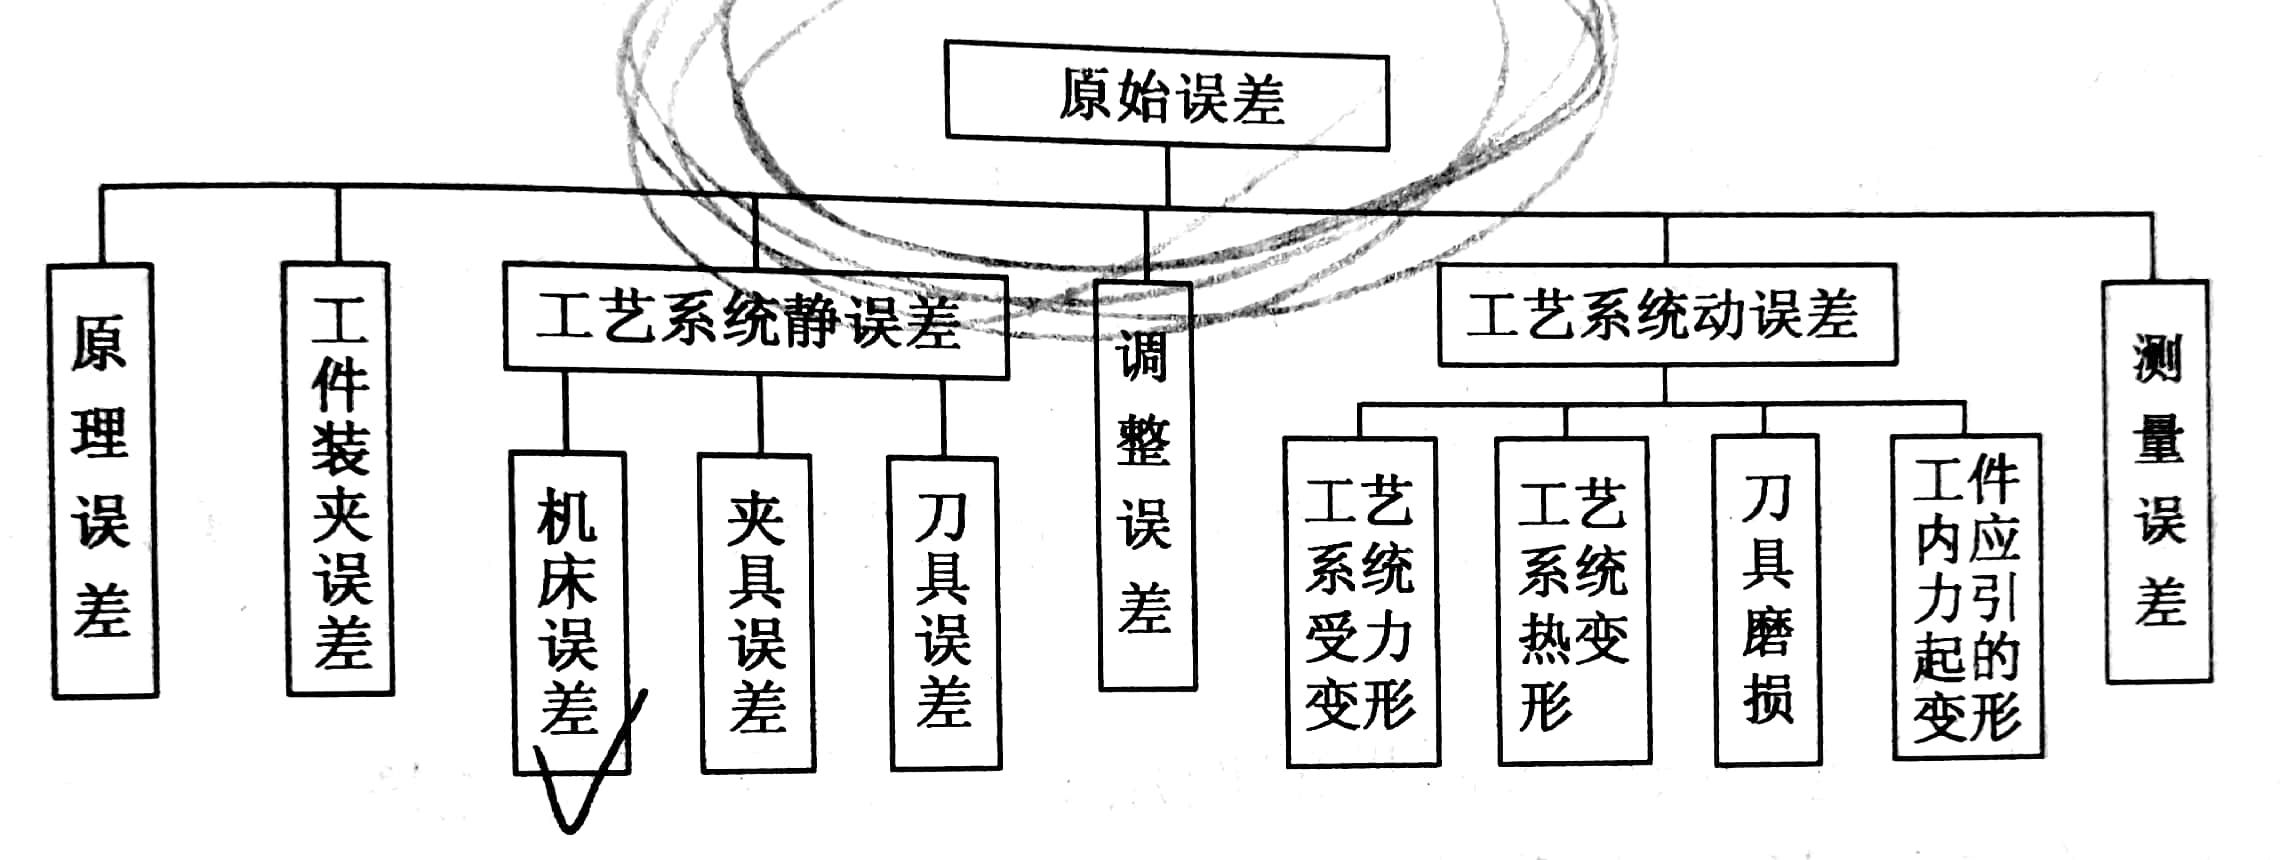 原始误差
原理误差
工件装夹误差
工艺系统静误差
机床误差
夹具误差
刀具误差
调整误差
工艺系统动误差
工艺
系统
受力
变形
工艺
系统
热变
形
刀具磨损
工件
内应
力引
起的
变形
测量误差